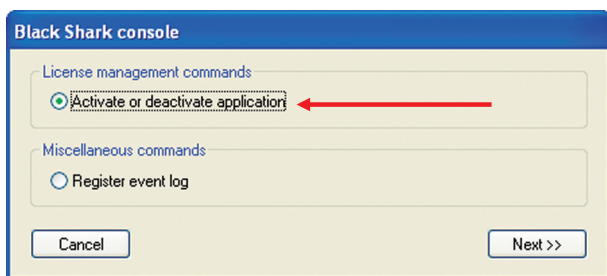 Black Shark console
License management commands
Activate or deactivate application
Miscellaneous commands
Register event log
Cancel
Next >>